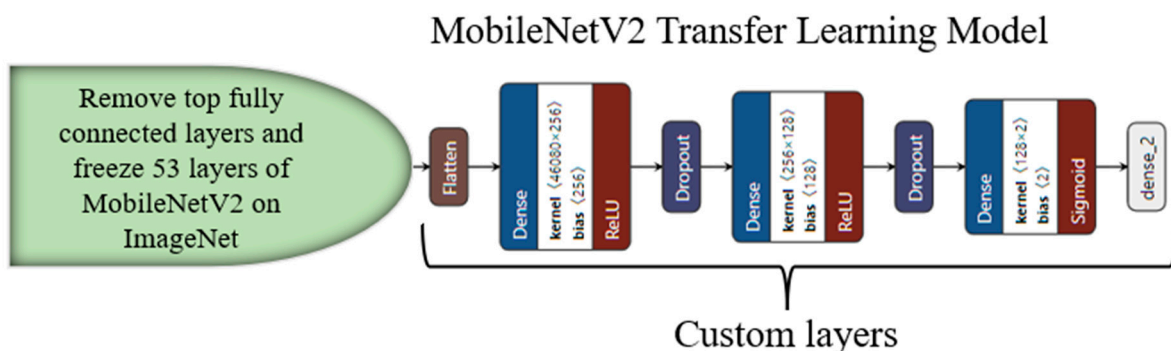 MobileNetV2 Transfer Learning Model
Remove top fully
connected layers and
freeze 53 layers of
MobileNetV2 on
ImageNet
Flatten
Dense
kernel ⟨46080×256⟩
bias ⟨256⟩
ReLU
Dropout
Dense
kernel ⟨256×128⟩
bias ⟨128⟩
ReLU
Dropout
Dense
kernel ⟨128×2⟩
bias ⟨2⟩
Sigmoid
dense_2
Custom layers